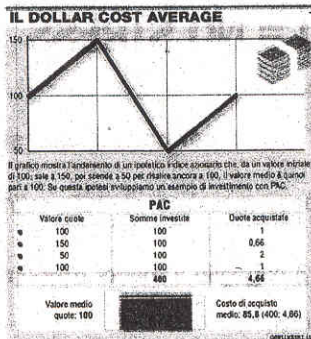 IL DOLLAR COST AVERAGE
150
100
50
Il grafico mostra l'andamento di un ipotetico indice azionario che, da un valore iniziale
di 100, sale a 150, poi scende a 50 per risalire ancora a 100. Il valore medio è quindi
pari a 100. Su questa ipotesi sviluppiamo un esempio di investimento con PAC.
PAC
Valore quote Somme investite Quote acquistate
100 100 1
150 100 0,66
50 100 2
100 100 1
400 4,66
Valore medio
quote: 100
Costo di acquisto
medio: 85,8 (400: 4,66)